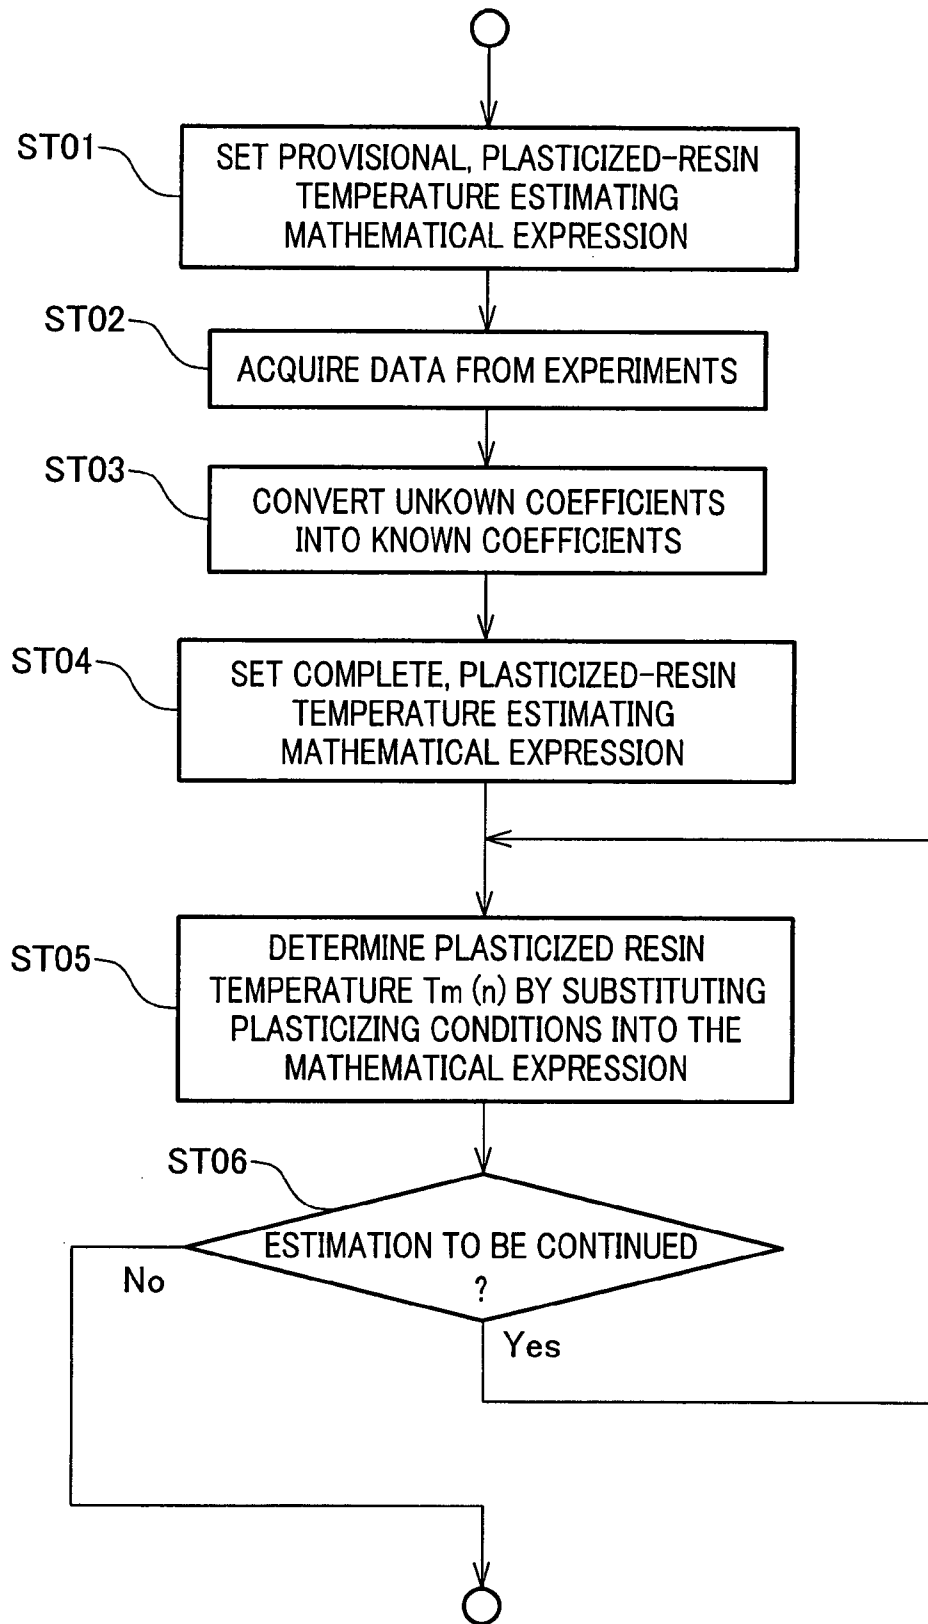 ST01
SET PROVISIONAL, PLASTICIZED-RESIN
TEMPERATURE ESTIMATING
MATHEMATICAL EXPRESSION
ST02
ACQUIRE DATA FROM EXPERIMENTS
ST03
CONVERT UNKOWN COEFFICIENTS
INTO KNOWN COEFFICIENTS
ST04
SET COMPLETE, PLASTICIZED-RESIN
TEMPERATURE ESTIMATING
MATHEMATICAL EXPRESSION
ST05
DETERMINE PLASTICIZED RESIN
TEMPERATURE Tm (n) BY SUBSTITUTING
PLASTICIZING CONDITIONS INTO THE
MATHEMATICAL EXPRESSION
ST06
ESTIMATION TO BE CONTINUED
?
No
Yes